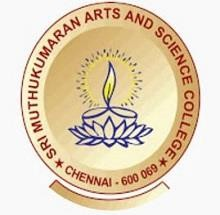 SRI MUTHUKUMARAN ARTS AND SCIENCE COLLEGE
★ CHENNAI - 600 069 ★